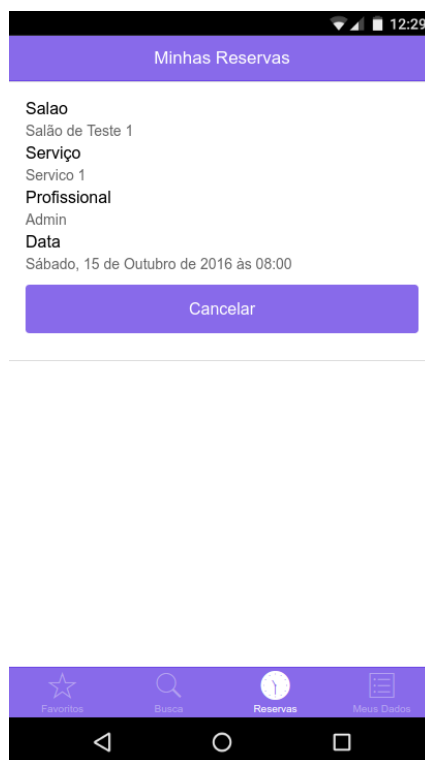 12:29
Minhas Reservas
Salao
Salão de Teste 1
Serviço
Servico 1
Profissional
Admin
Data
Sábado, 15 de Outubro de 2016 às 08:00
Cancelar
Favoritos Busca Reservas Meus Dados